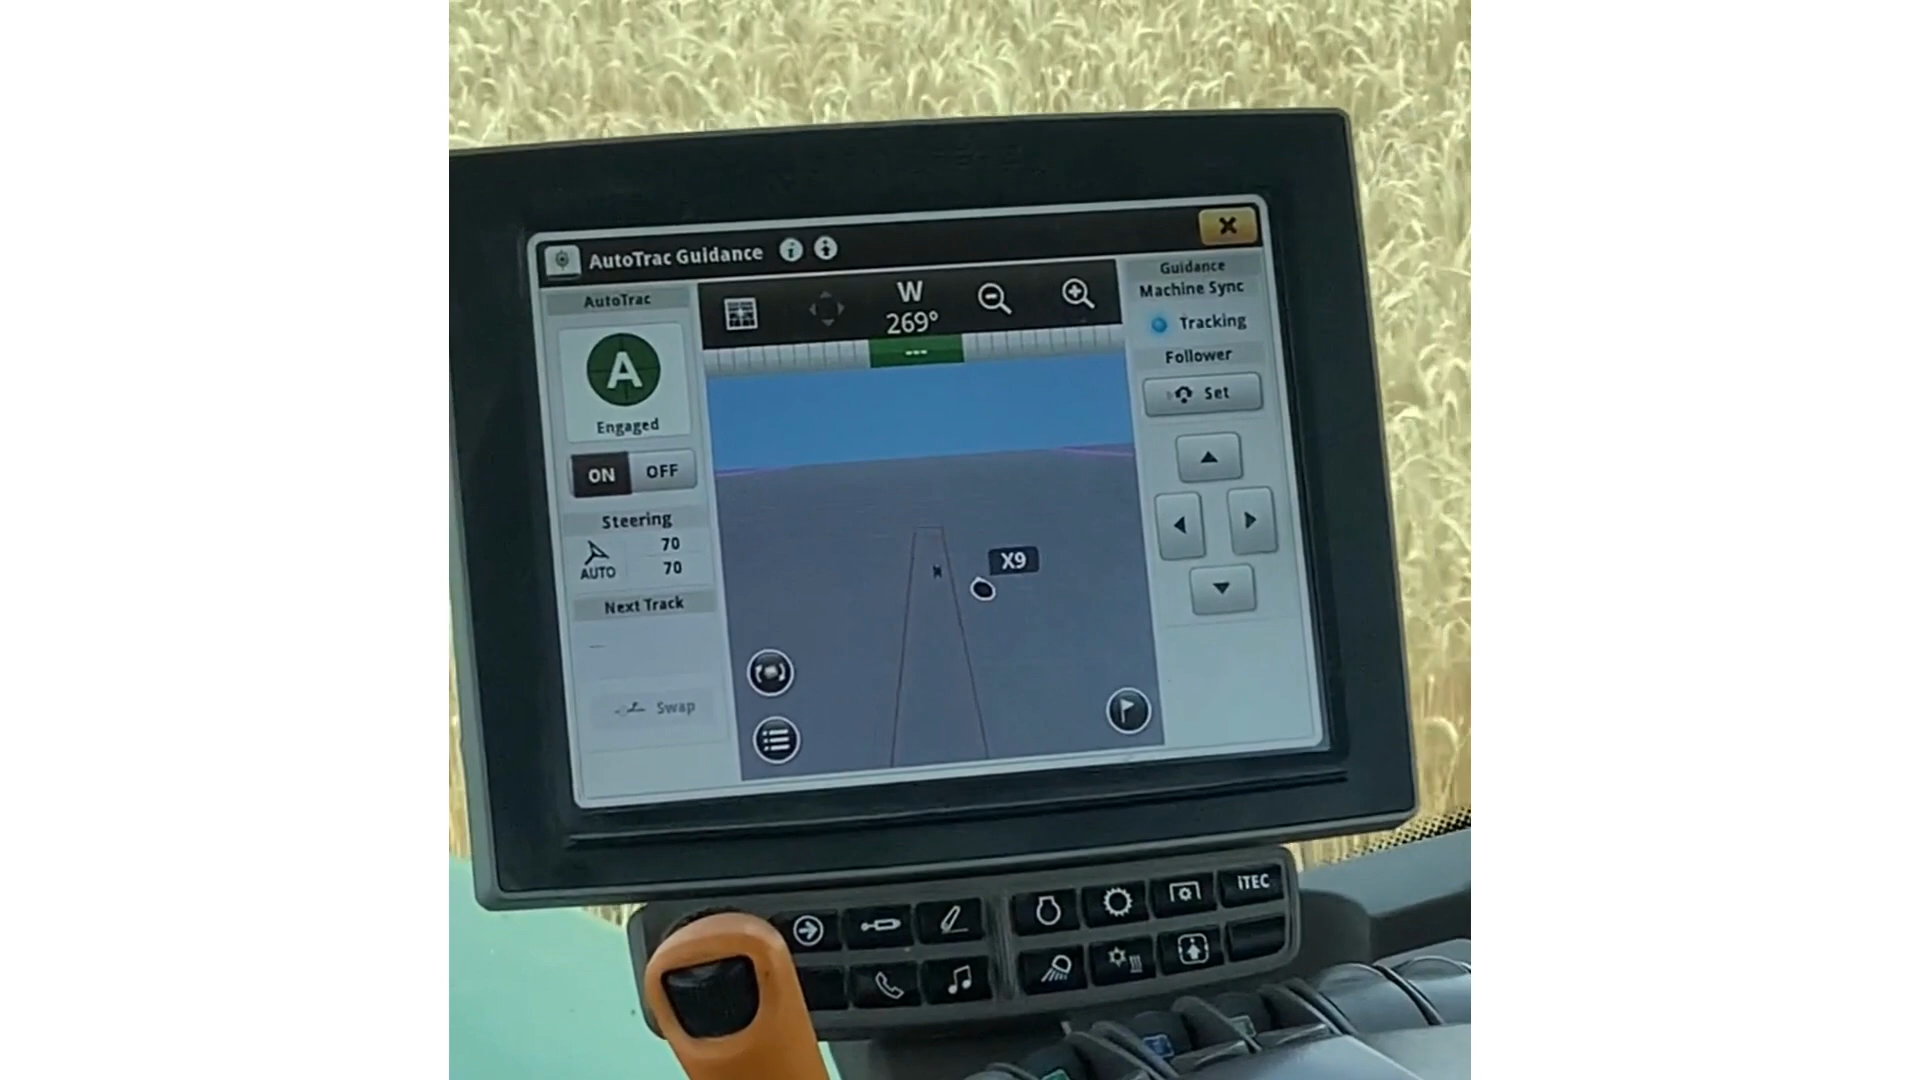 AutoTrac Guidance
AutoTrac
A
Engaged
ON OFF
Steering
AUTO
70
70
Next Track
---
Swap
W
269°
---
X9
Guidance
Machine Sync
Tracking
Follower
Set
iTEC